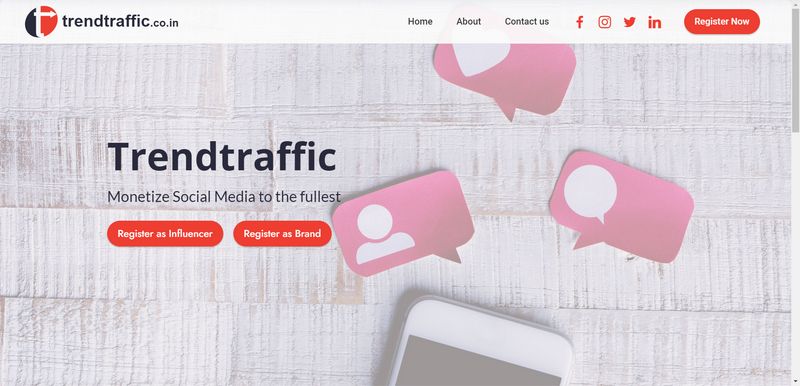 trendtraffic.co.in
Home About Contact us Register Now
Trendtraffic
Monetize Social Media to the fullest
Register as Influencer Register as Brand